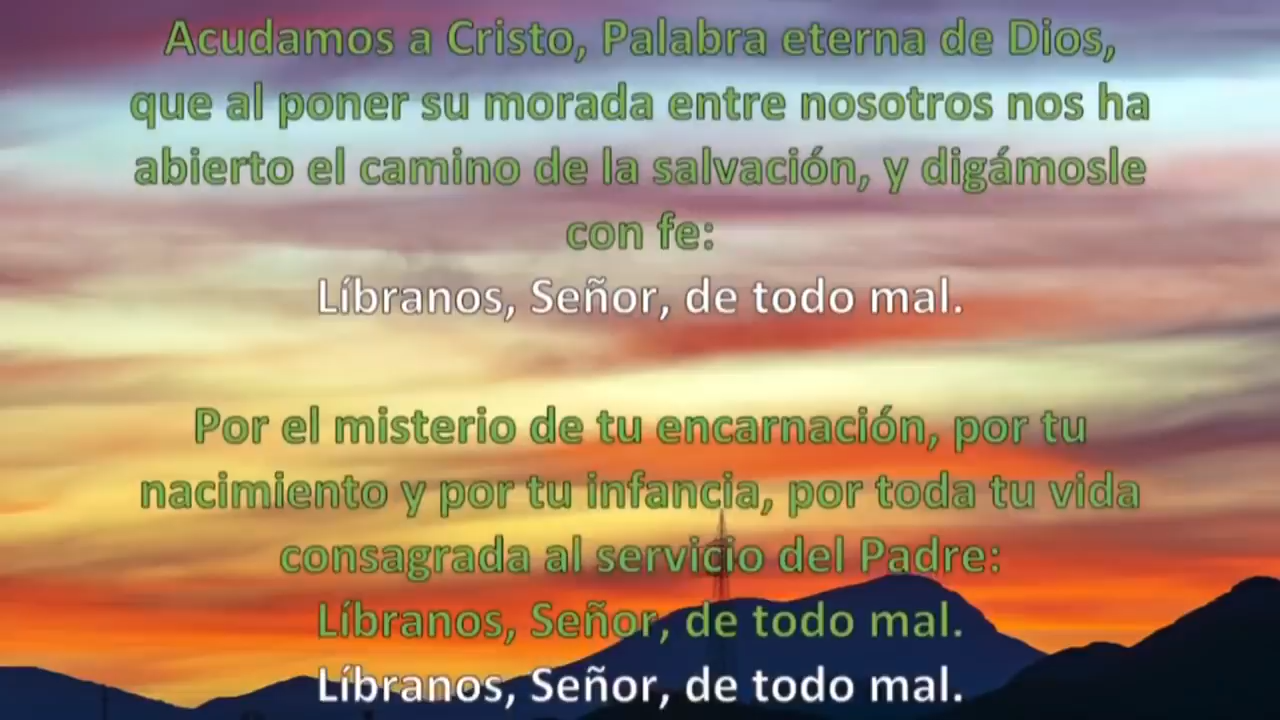 Acudamos a Cristo, Palabra eterna de Dios,
que al poner su morada entre nosotros nos ha
abierto el camino de la salvación, y digámosle
con fe:
Líbranos, Señor, de todo mal.
Por el misterio de tu encarnación, por tu
nacimiento y por tu infancia, por toda tu vida
consagrada al servicio del Padre:
Líbranos, Señor, de todo mal.
Líbranos, Señor, de todo mal.